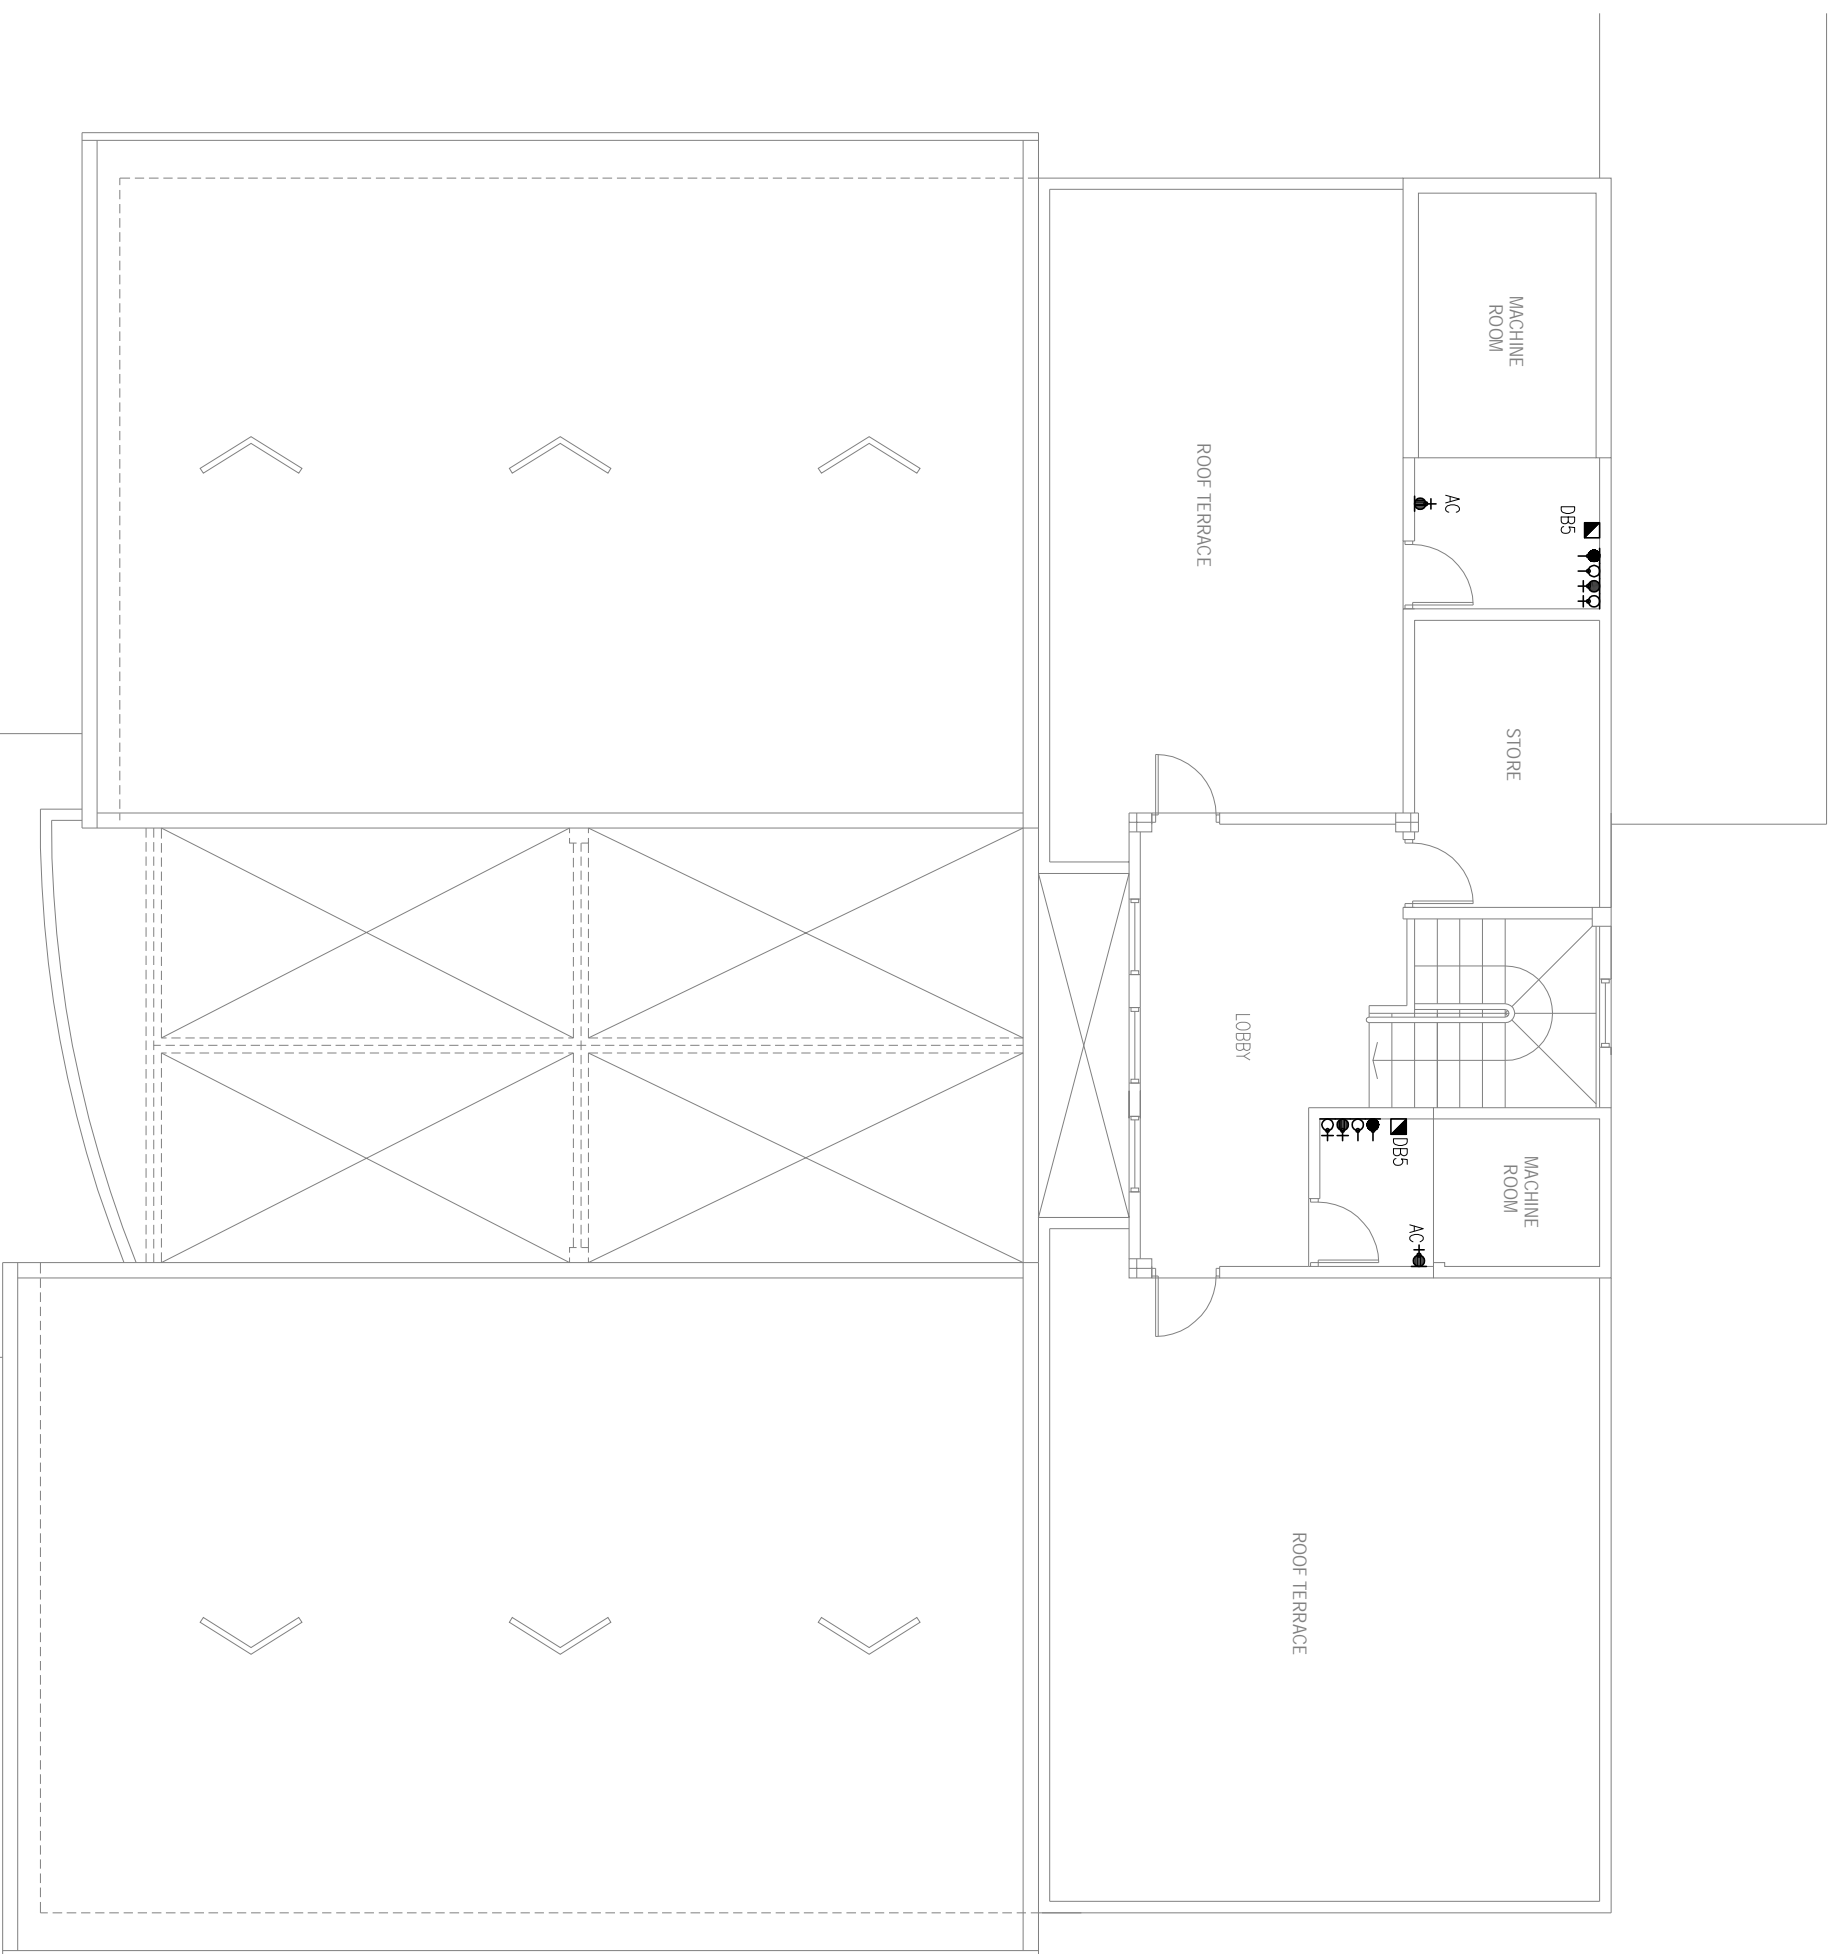 MACHINE
ROOM
AC
DB5
ROOF TERRACE
STORE
LOBBY
DB5
MACHINE
ROOM
AC
ROOF TERRACE